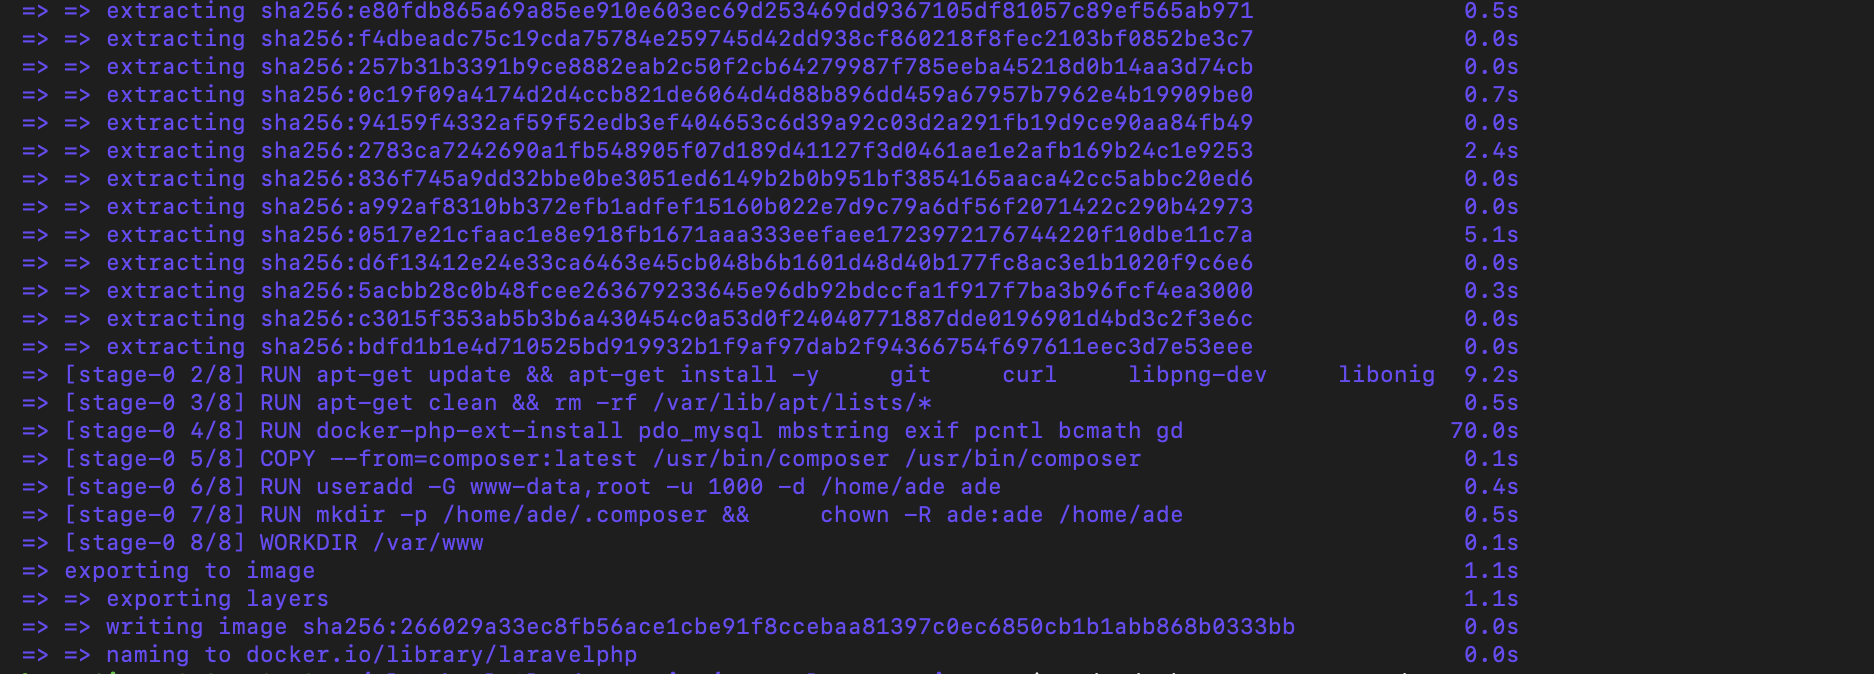 => => extracting sha256:e80fdb865a69a85ee910e603ec69d253469dd9367105df81057c89ef565ab971 0.5s
=> => extracting sha256:f4dbeadc75c19cda75784e259745d42dd938cf860218f8fec2103bf0852be3c7 0.0s
=> => extracting sha256:257b31b3391b9ce8882eab2c50f2cb64279987f785eeba45218d0b14aa3d74cb 0.0s
=> => extracting sha256:0c19f09a4174d2d4ccb821de6064d4d88b896dd459a67957b7962e4b19909be0 0.7s
=> => extracting sha256:94159f4332af59f52edb3ef404653c6d39a92c03d2a291fb19d9ce90aa84fb49 0.0s
=> => extracting sha256:2783ca7242690a1fb548905f07d189d41127f3d0461ae1e2afb169b24c1e9253 2.4s
=> => extracting sha256:836f745a9dd32bbe0be3051ed6149b2b0b951bf3854165aaca42cc5abbc20ed6 0.0s
=> => extracting sha256:a992af8310bb372efb1adfef15160b022e7d9c79a6df56f2071422c290b42973 0.0s
=> => extracting sha256:0517e21cfaac1e8e918fb1671aaa333eefaee1723972176744220f10dbe11c7a 5.1s
=> => extracting sha256:d6f13412e24e33ca6463e45cb048b6b1601d48d40b177fc8ac3e1b1020f9c6e6 0.0s
=> => extracting sha256:5acbb28c0b48fcee263679233645e96db92bdccfa1f917f7ba3b96fcf4ea3000 0.3s
=> => extracting sha256:c3015f353ab5b3b6a430454c0a53d0f24040771887dde0196901d4bd3c2f3e6c 0.0s
=> => extracting sha256:bdfd1b1e4d710525bd919932b1f9af97dab2f94366754f697611eec3d7e53eee 0.0s
=> [stage-0 2/8] RUN apt-get update && apt-get install -y     git     curl     libpng-dev     libonig 9.2s
=> [stage-0 3/8] RUN apt-get clean && rm -rf /var/lib/apt/lists/* 0.5s
=> [stage-0 4/8] RUN docker-php-ext-install pdo_mysql mbstring exif pcntl bcmath gd 70.0s
=> [stage-0 5/8] COPY --from=composer:latest /usr/bin/composer /usr/bin/composer 0.1s
=> [stage-0 6/8] RUN useradd -G www-data,root -u 1000 -d /home/ade ade 0.4s
=> [stage-0 7/8] RUN mkdir -p /home/ade/.composer &&     chown -R ade:ade /home/ade 0.5s
=> [stage-0 8/8] WORKDIR /var/www 0.1s
=> exporting to image 1.1s
=> => exporting layers 1.1s
=> => writing image sha256:266029a33ec8fb56ace1cbe91f8ccebaa81397c0ec6850cb1b1abb868b0333bb 0.0s
=> => naming to docker.io/library/laravelphp 0.0s